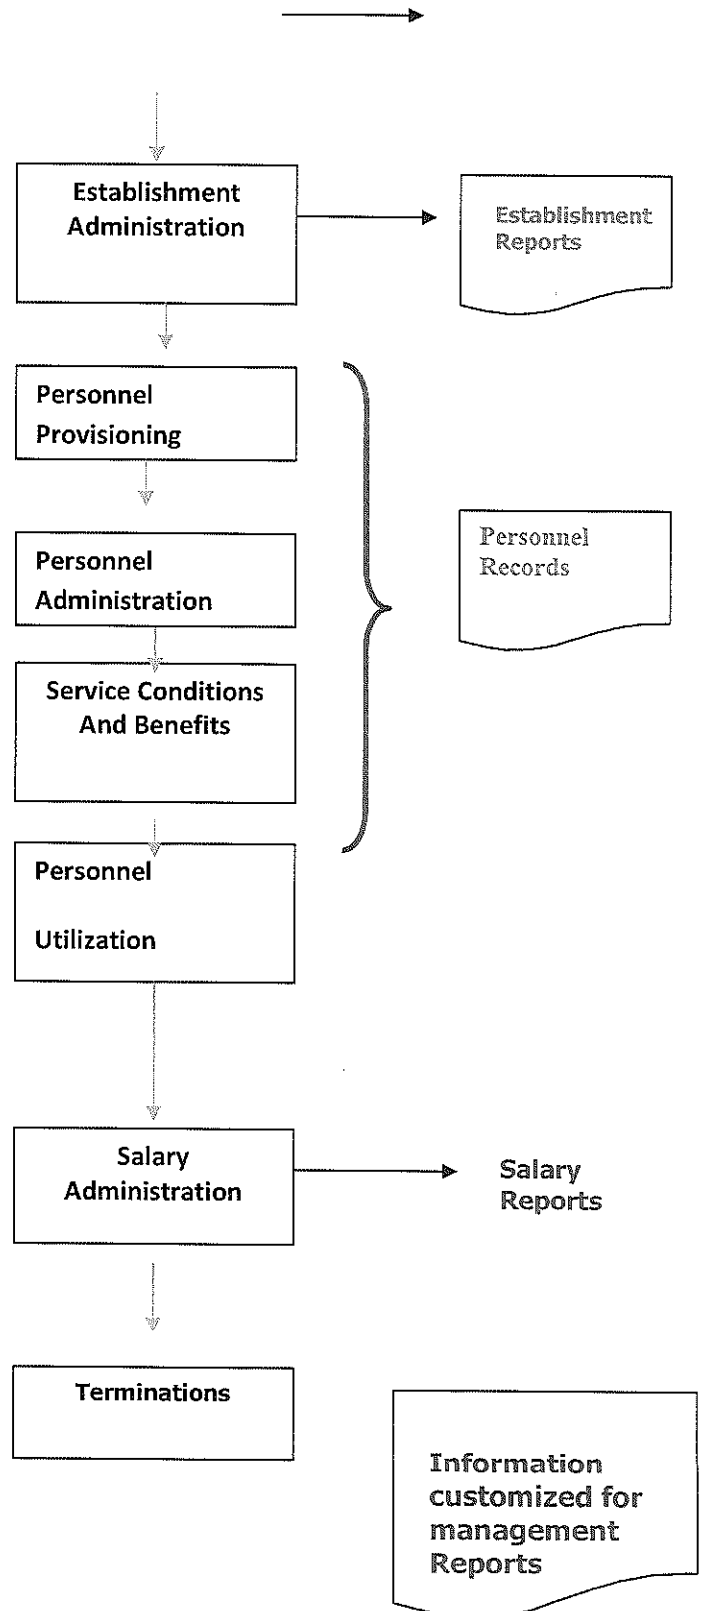 Establishment
Administration
Establishment
Reports
Personnel
Provisioning
Personnel
Administration
Personnel
Records
Service Conditions
And Benefits
Personnel
Utilization
Salary
Administration
Salary
Reports
Terminations
Information
customized for
management
Reports